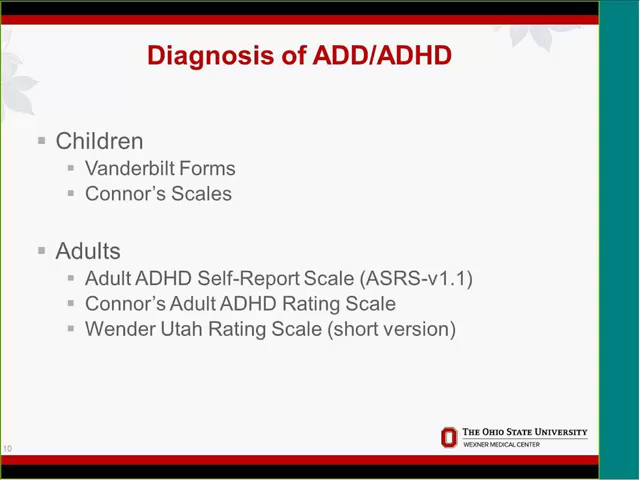 Diagnosis of ADD/ADHD
Children
Vanderbilt Forms
Connor's Scales
Adults
Adult ADHD Self-Report Scale (ASRS-v1.1)
Connor's Adult ADHD Rating Scale
Wender Utah Rating Scale (short version)
THE OHIO STATE UNIVERSITY
WEXNER MEDICAL CENTER
10